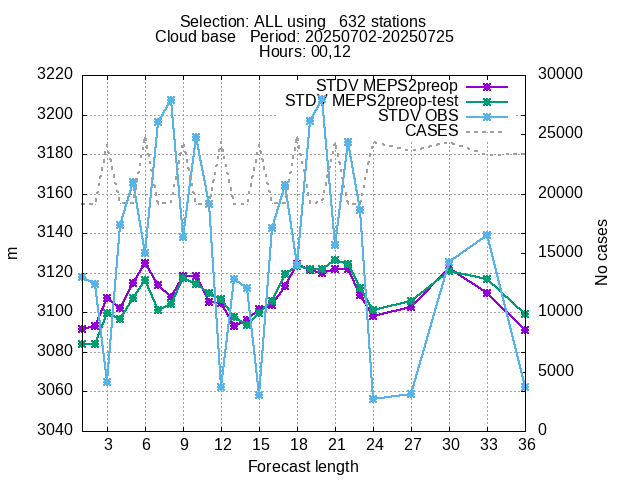 Selection: ALL using   632 stations
Cloud base   Period: 20250702-20250725
Hours: 00,12
STDV MEPS2preop
STDV MEPS2preop-test
STDV OBS
CASES
3220
3200
3180
3160
3140
3120
3100
3080
3060
3040
m
30000
25000
20000
15000
10000
5000
0
No cases
3 6 9 12 15 18 21 24 27 30 33 36
Forecast length